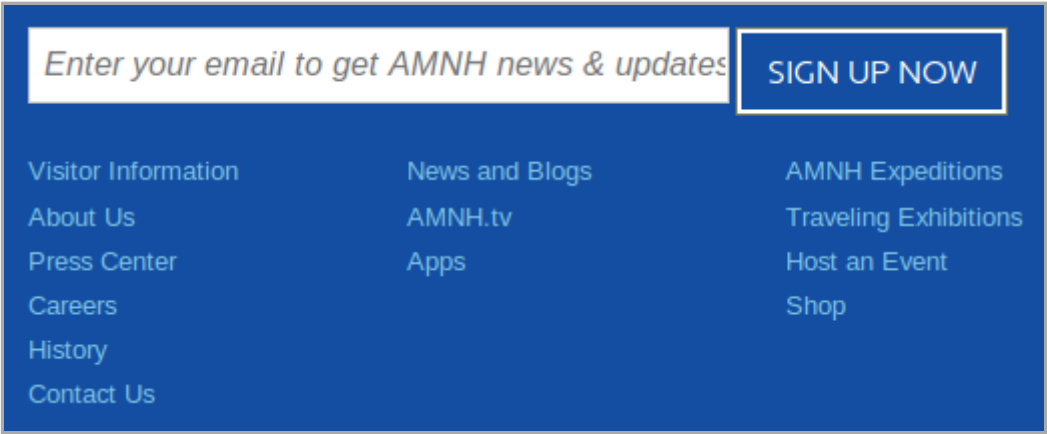 Enter your email to get AMNH news & updates
SIGN UP NOW
Visitor Information
About Us
Press Center
Careers
History
Contact Us
News and Blogs
AMNH.tv
Apps
AMNH Expeditions
Traveling Exhibitions
Host an Event
Shop